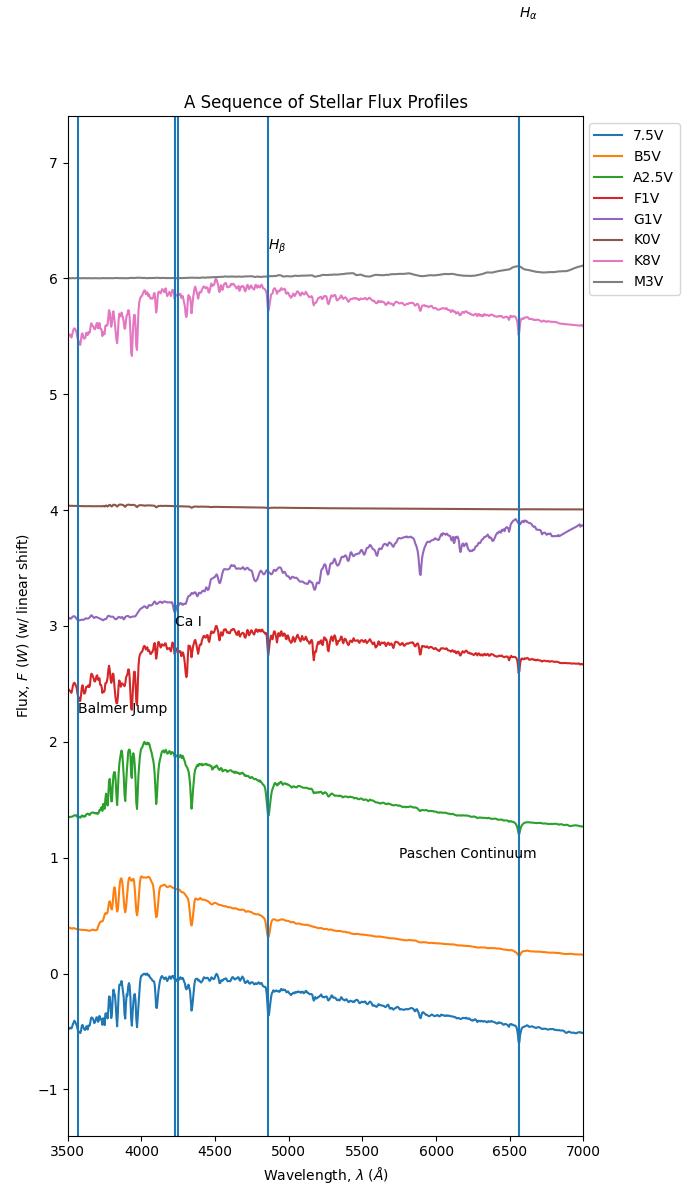 H_α
A Sequence of Stellar Flux Profiles
7
6
5
4
3
2
1
0
−1
Flux, F (W) (w/ linear shift)
H_β
Ca I
Balmer Jump
Paschen Continuum
3500 4000 4500 5000 5500 6000 6500 7000
Wavelength, λ (Å)
7.5V
B5V
A2.5V
F1V
G1V
K0V
K8V
M3V